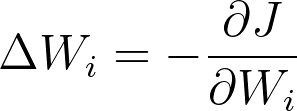 ΔW_i = −∂J/∂W_i